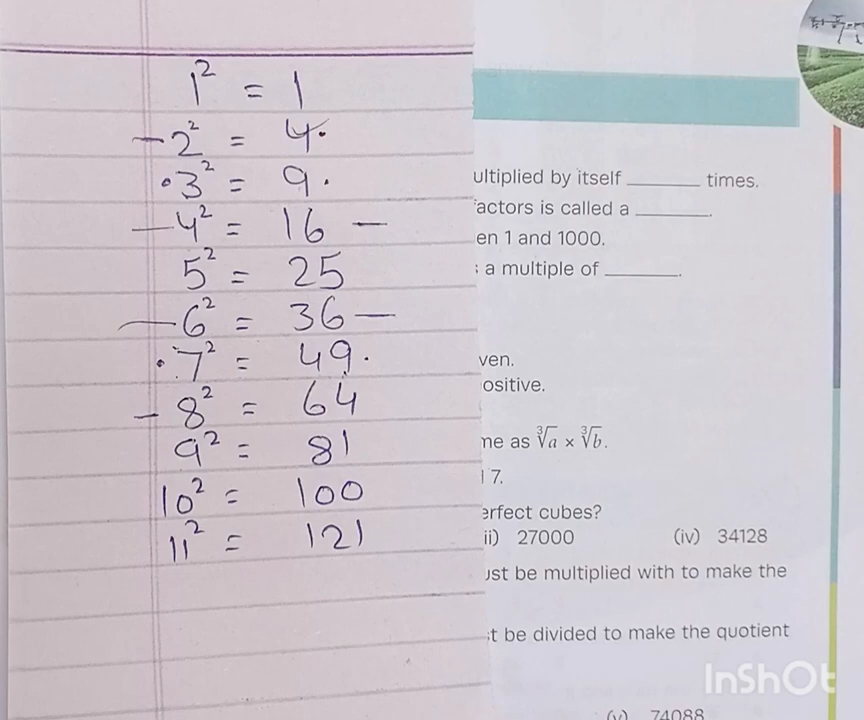 1² = 1
— 2² = 4.
. 3² = 9.
— 4² = 16 —
5² = 25
— 6² = 36 —
. 7² = 49.
- 8² = 64
9² = 81
10² = 100
11² = 121
ultiplied by itself ______ times.
factors is called a ______.
en 1 and 1000.
s a multiple of ______.
ven.
ositive.
me as ∛a × ∛b.
7.
erfect cubes?
ii) 27000 (iv) 34128
ust be multiplied with to make the
t be divided to make the quotient
(v) 74088
InShOt